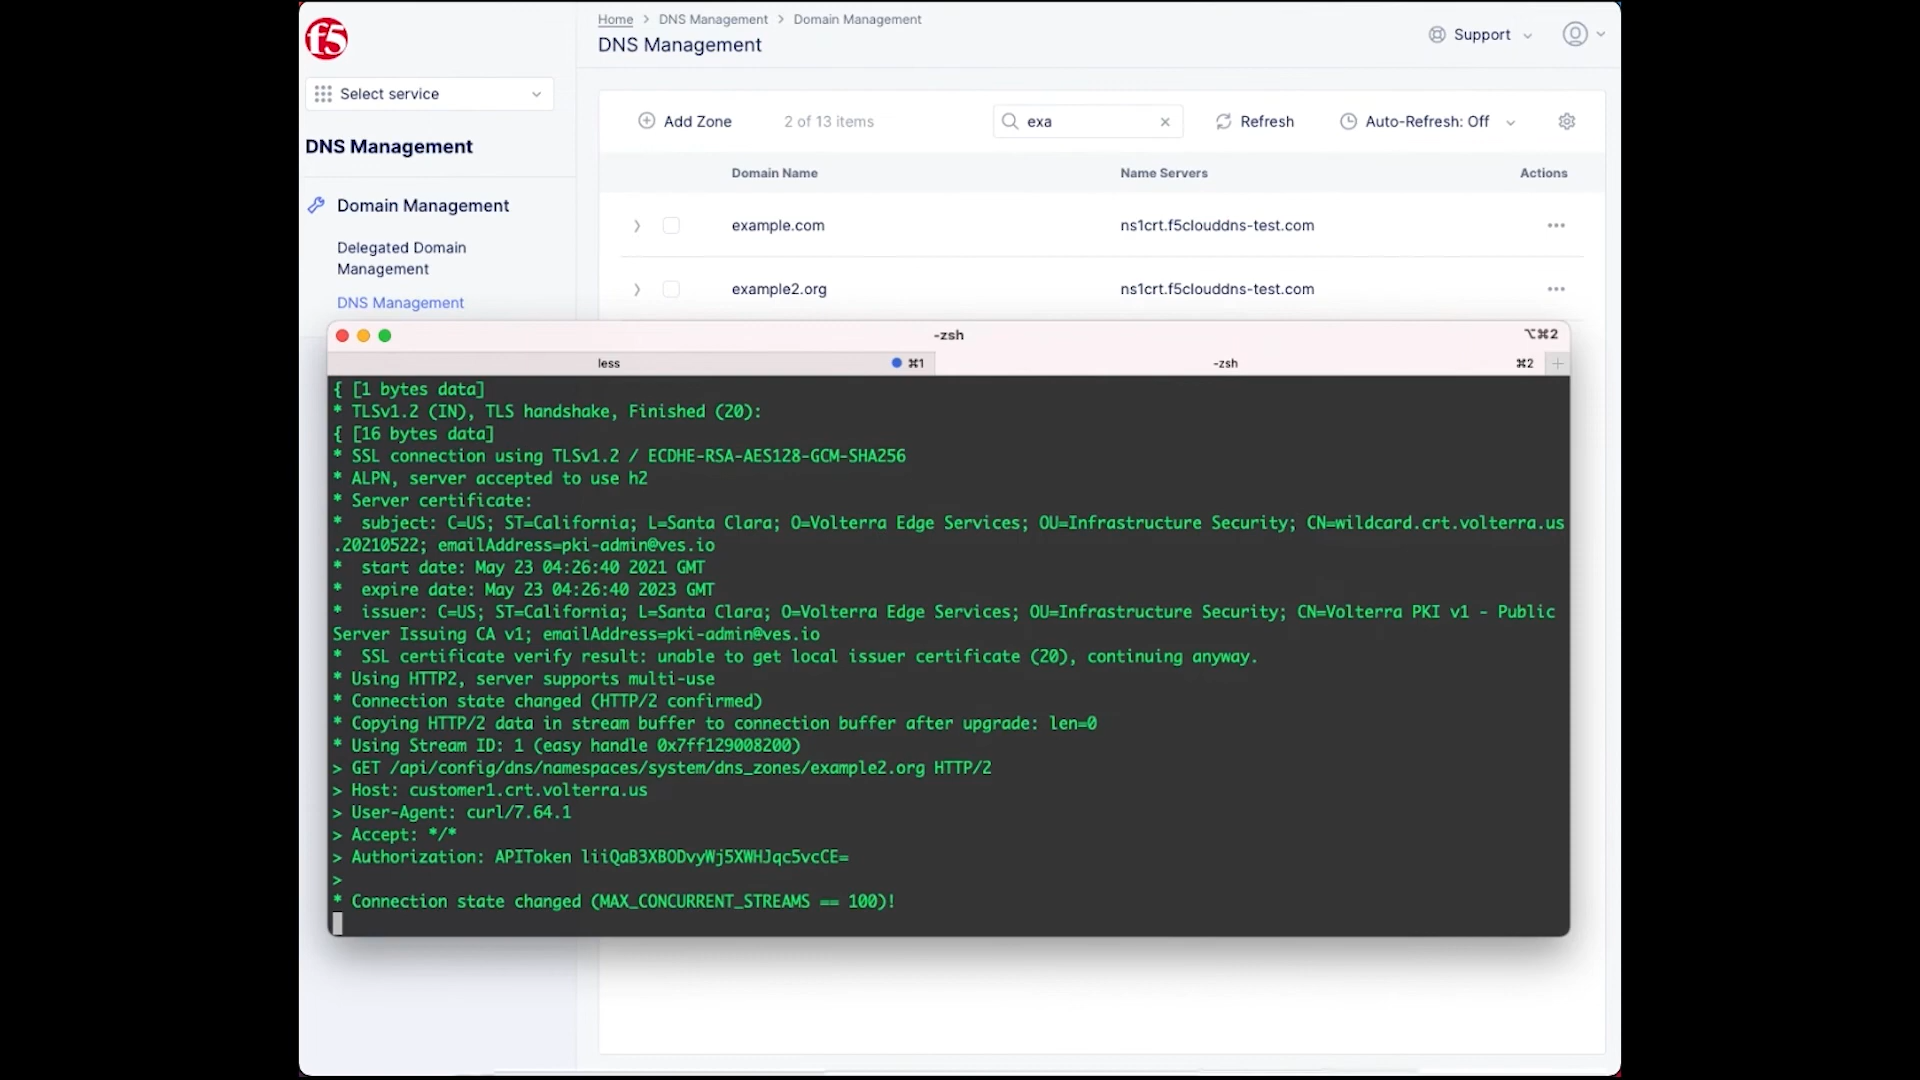 f5
Home > DNS Management > Domain Management
DNS Management
Support
Select service
DNS Management
Domain Management
Delegated Domain
Management
DNS Management
Add Zone
2 of 13 items
exa
Refresh
Auto-Refresh: Off
Domain Name
Name Servers
Actions
example.com
ns1crt.f5clouddns-test.com
example2.org
ns1crt.f5clouddns-test.com
-zsh
⌥⌘2
less
⌘1
-zsh
⌘2
{ [1 bytes data]
* TLSv1.2 (IN), TLS handshake, Finished (20):
{ [16 bytes data]
* SSL connection using TLSv1.2 / ECDHE-RSA-AES128-GCM-SHA256
* ALPN, server accepted to use h2
* Server certificate:
*  subject: C=US; ST=California; L=Santa Clara; O=Volterra Edge Services; OU=Infrastructure Security; CN=wildcard.crt.volterra.us
.20210522; emailAddress=pki-admin@ves.io
*  start date: May 23 04:26:40 2021 GMT
*  expire date: May 23 04:26:40 2023 GMT
*  issuer: C=US; ST=California; L=Santa Clara; O=Volterra Edge Services; OU=Infrastructure Security; CN=Volterra PKI v1 - Public
Server Issuing CA v1; emailAddress=pki-admin@ves.io
*  SSL certificate verify result: unable to get local issuer certificate (20), continuing anyway.
* Using HTTP2, server supports multi-use
* Connection state changed (HTTP/2 confirmed)
* Copying HTTP/2 data in stream buffer to connection buffer after upgrade: len=0
* Using Stream ID: 1 (easy handle 0x7ff129008200)
> GET /api/config/dns/namespaces/system/dns_zones/example2.org HTTP/2
> Host: customer1.crt.volterra.us
> User-Agent: curl/7.64.1
> Accept: */*
> Authorization: APIToken liiQaB3XBODvyWj5XWHJqc5vcCE=
>
* Connection state changed (MAX_CONCURRENT_STREAMS == 100)!